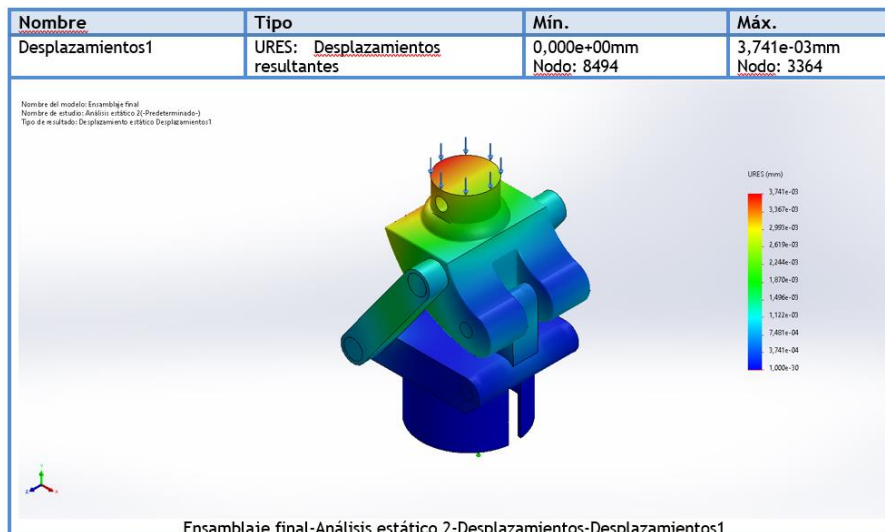 Nombre Tipo Mín. Máx.
Desplazamientos1 URES: Desplazamientos 0,000e+00mm 3,741e-03mm
resultantes Nodo: 8494 Nodo: 3364
Nombre del modelo: Ensamblaje final
Nombre de estudio: Análisis estático 2(-Predeterminado-)
Tipo de resultado: Desplazamiento estático Desplazamientos1
URES (mm)
3,741e-03
3,367e-03
2,993e-03
2,619e-03
2,244e-03
1,870e-03
1,496e-03
1,122e-03
7,481e-04
3,741e-04
1,000e-30
Ensamblaje final-Análisis estático 2-Desplazamientos-Desplazamientos1